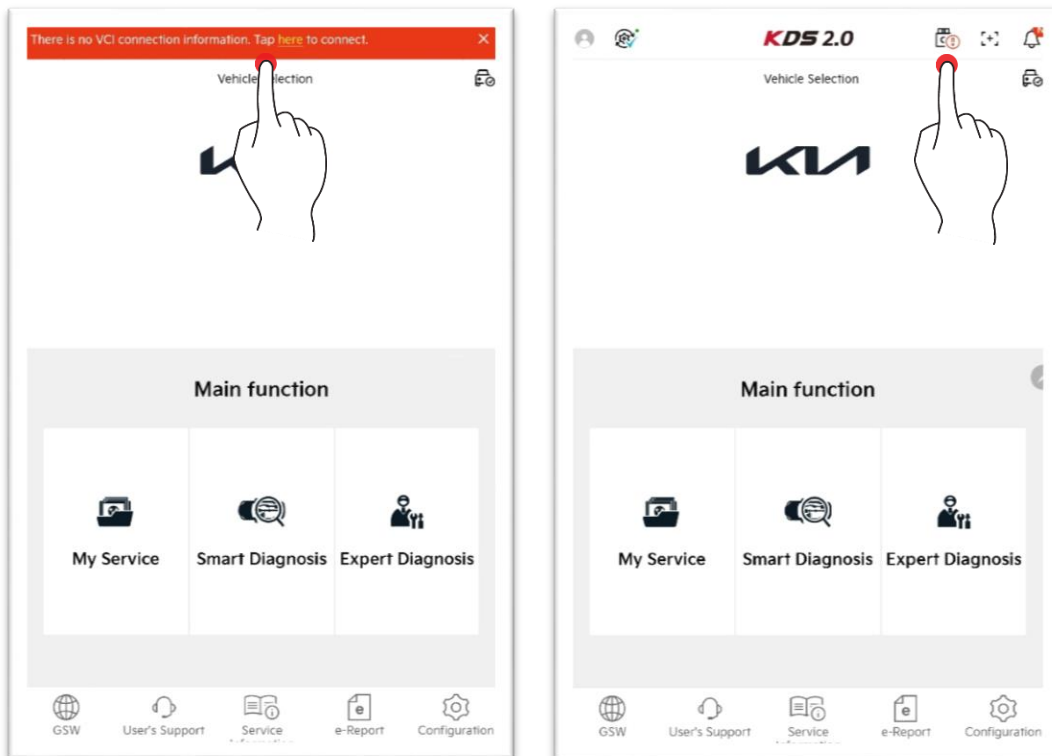 There is no VCI connection information. Tap here to connect.
Vehicle
Main function
My Service
Smart Diagnosis
Expert Diagnosis
GSW
User's Support
Service
e-Report
Configuration
KDS 2.0
Vehicle Selection
KIA
Main function
My Service
Smart Diagnosis
Expert Diagnosis
GSW
User's Support
Service
e-Report
Configuration